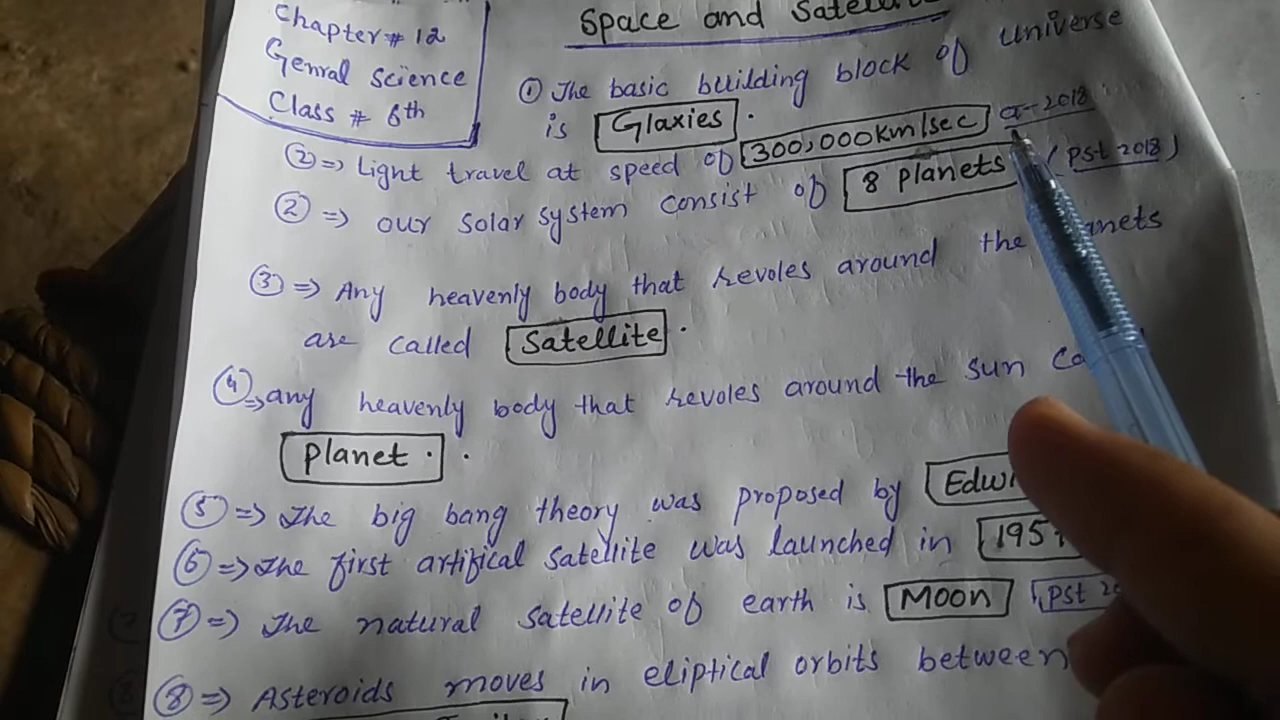 Chapter # 12
Genral Science
Class # 6th
Space and
① The basic building block of universe
is Glaxies .
② => Light travel at speed of 300,000km/sec 2018
② => our solar system consist of 8 planets (Pst 2018)
③ => Any heavenly body that revoles around the
are called Satellite .
④ => any heavenly body that revoles around the sun
planet . .
⑤ => The big bang theory was proposed by
⑥ => The first artifical satellite was launched in
⑦ => The natural satellite of earth is Moon Pst
⑧ => Asteroids moves in eliptical orbits between